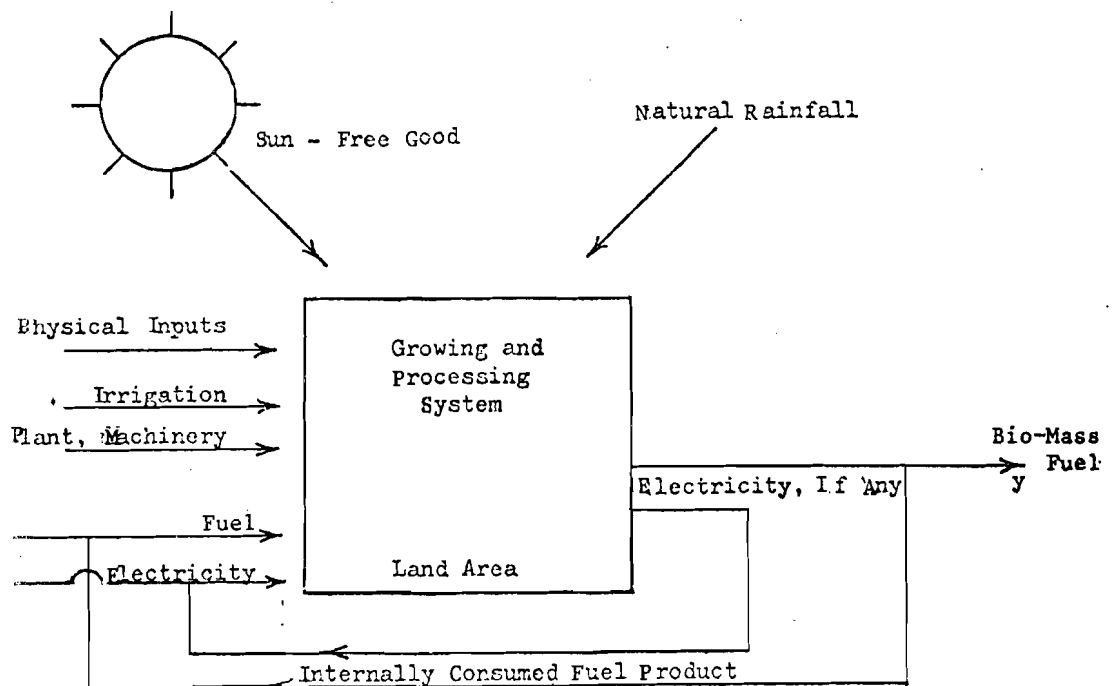 Sun - Free Good
Natural Rainfall
Physical Inputs
Growing and
Processing
System
Irrigation
Plant, Machinery
Bio-Mass
Fuel
y
Electricity, If Any
Fuel
Electricity
Land Area
Internally Consumed Fuel Product